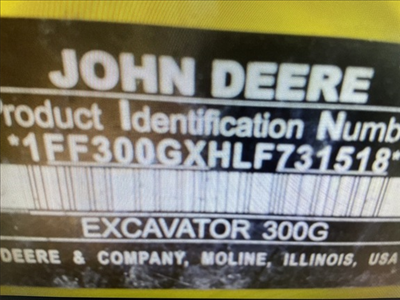 JOHN DEERE
Product Identification Numb
*1FF300GXHLF731518*
EXCAVATOR 300G
DEERE & COMPANY, MOLINE, ILLINOIS, USA